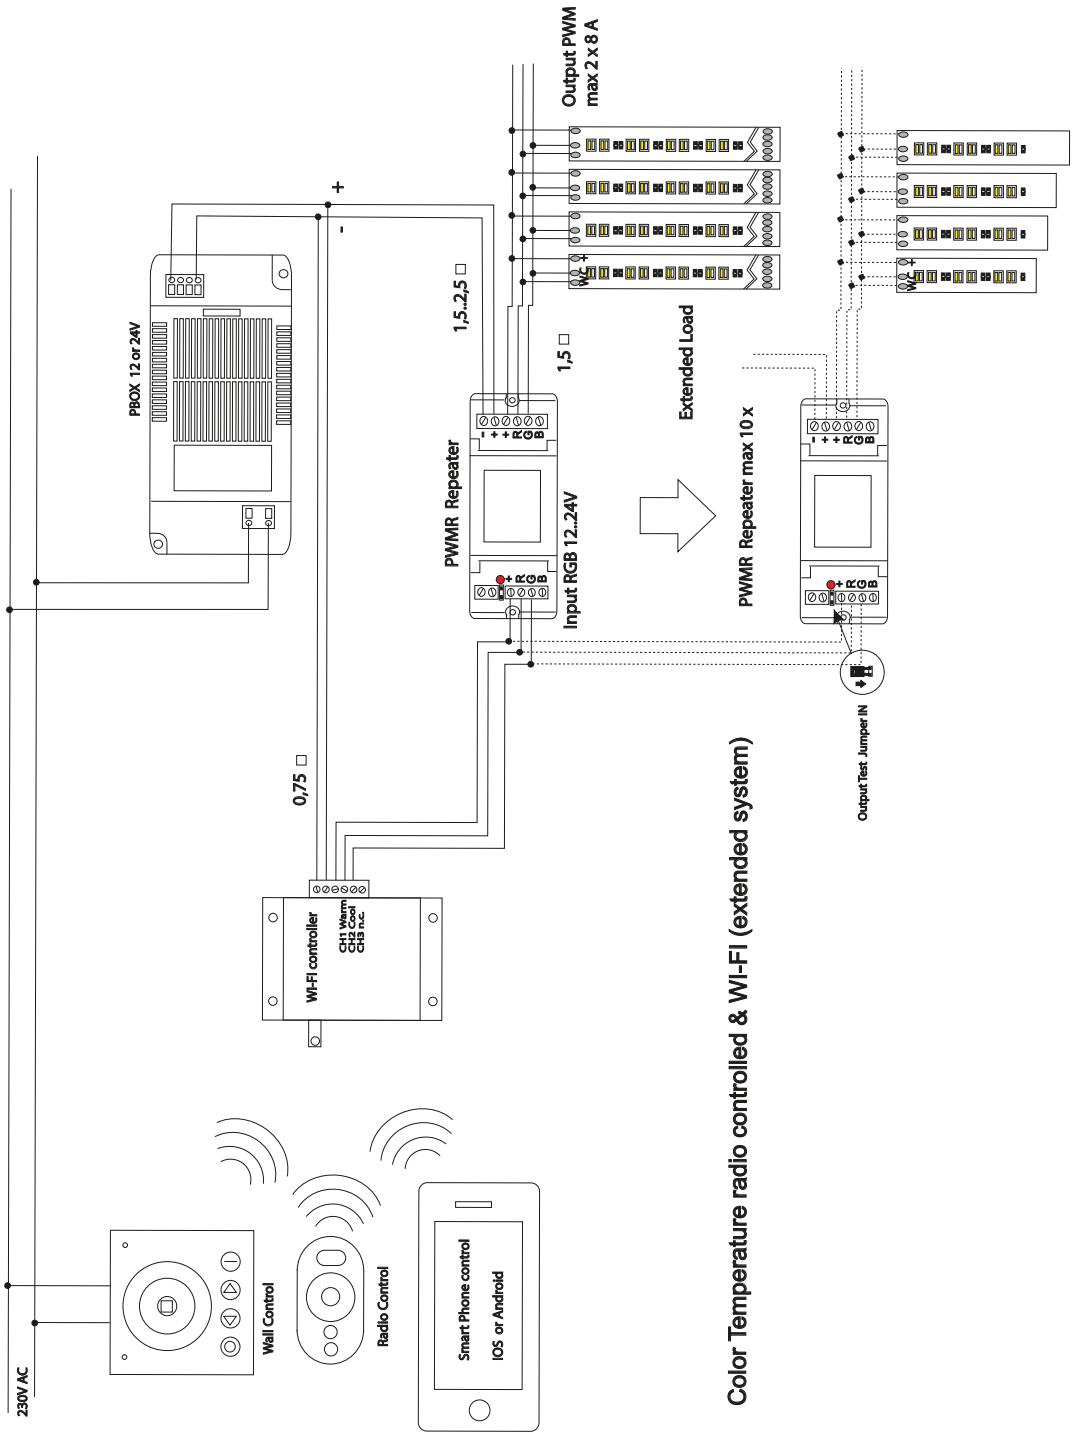 230V AC
Wall Control
Radio Control
Smart Phone control
IOS or Android
WI-FI controller
CH1 Warm
CH2 Cool
CH3 n.c.
0,75 □
PBOX 12 or 24V
+
-
1,5..2,5 □
PWMR Repeater
- + + R G B
+ R G B
Input RGB 12..24V
1,5 □
Output PWM
max 2 x 8 A
WC +
Extended Load
PWMR Repeater max 10 x
- + + R G B
+ R G B
WC +
Output Test Jumper IN
Color Temperature radio controlled & WI-FI (extended system)